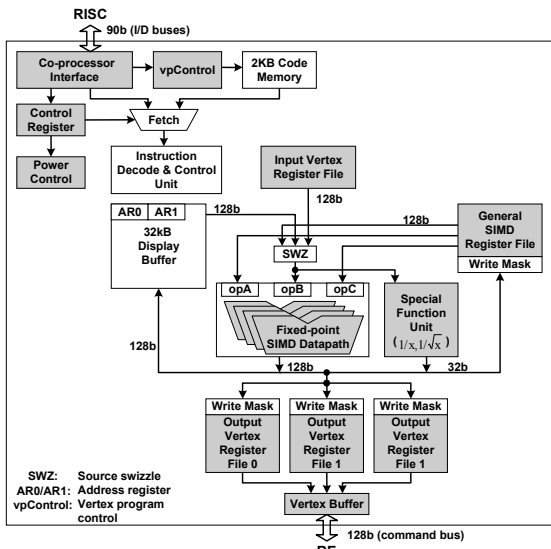 RISC
90b (I/D buses)
Co-processor
Interface
vpControl
2KB Code
Memory
Control
Register
Fetch
Power
Control
Instruction
Decode & Control
Unit
Input Vertex
Register File
AR0 AR1
128b
128b
128b
General
SIMD
Register File
32kB
Display
Buffer
SWZ
Write Mask
opA opB opC
Fixed-point
SIMD Datapath
Special
Function
Unit
(1/x,1/√x)
128b
128b
32b
Write Mask Write Mask Write Mask
Output
Vertex
Register
File 0
Output
Vertex
Register
File 1
Output
Vertex
Register
File 1
SWZ: Source swizzle
AR0/AR1: Address register
vpControl: Vertex program
control
Vertex Buffer
128b (command bus)